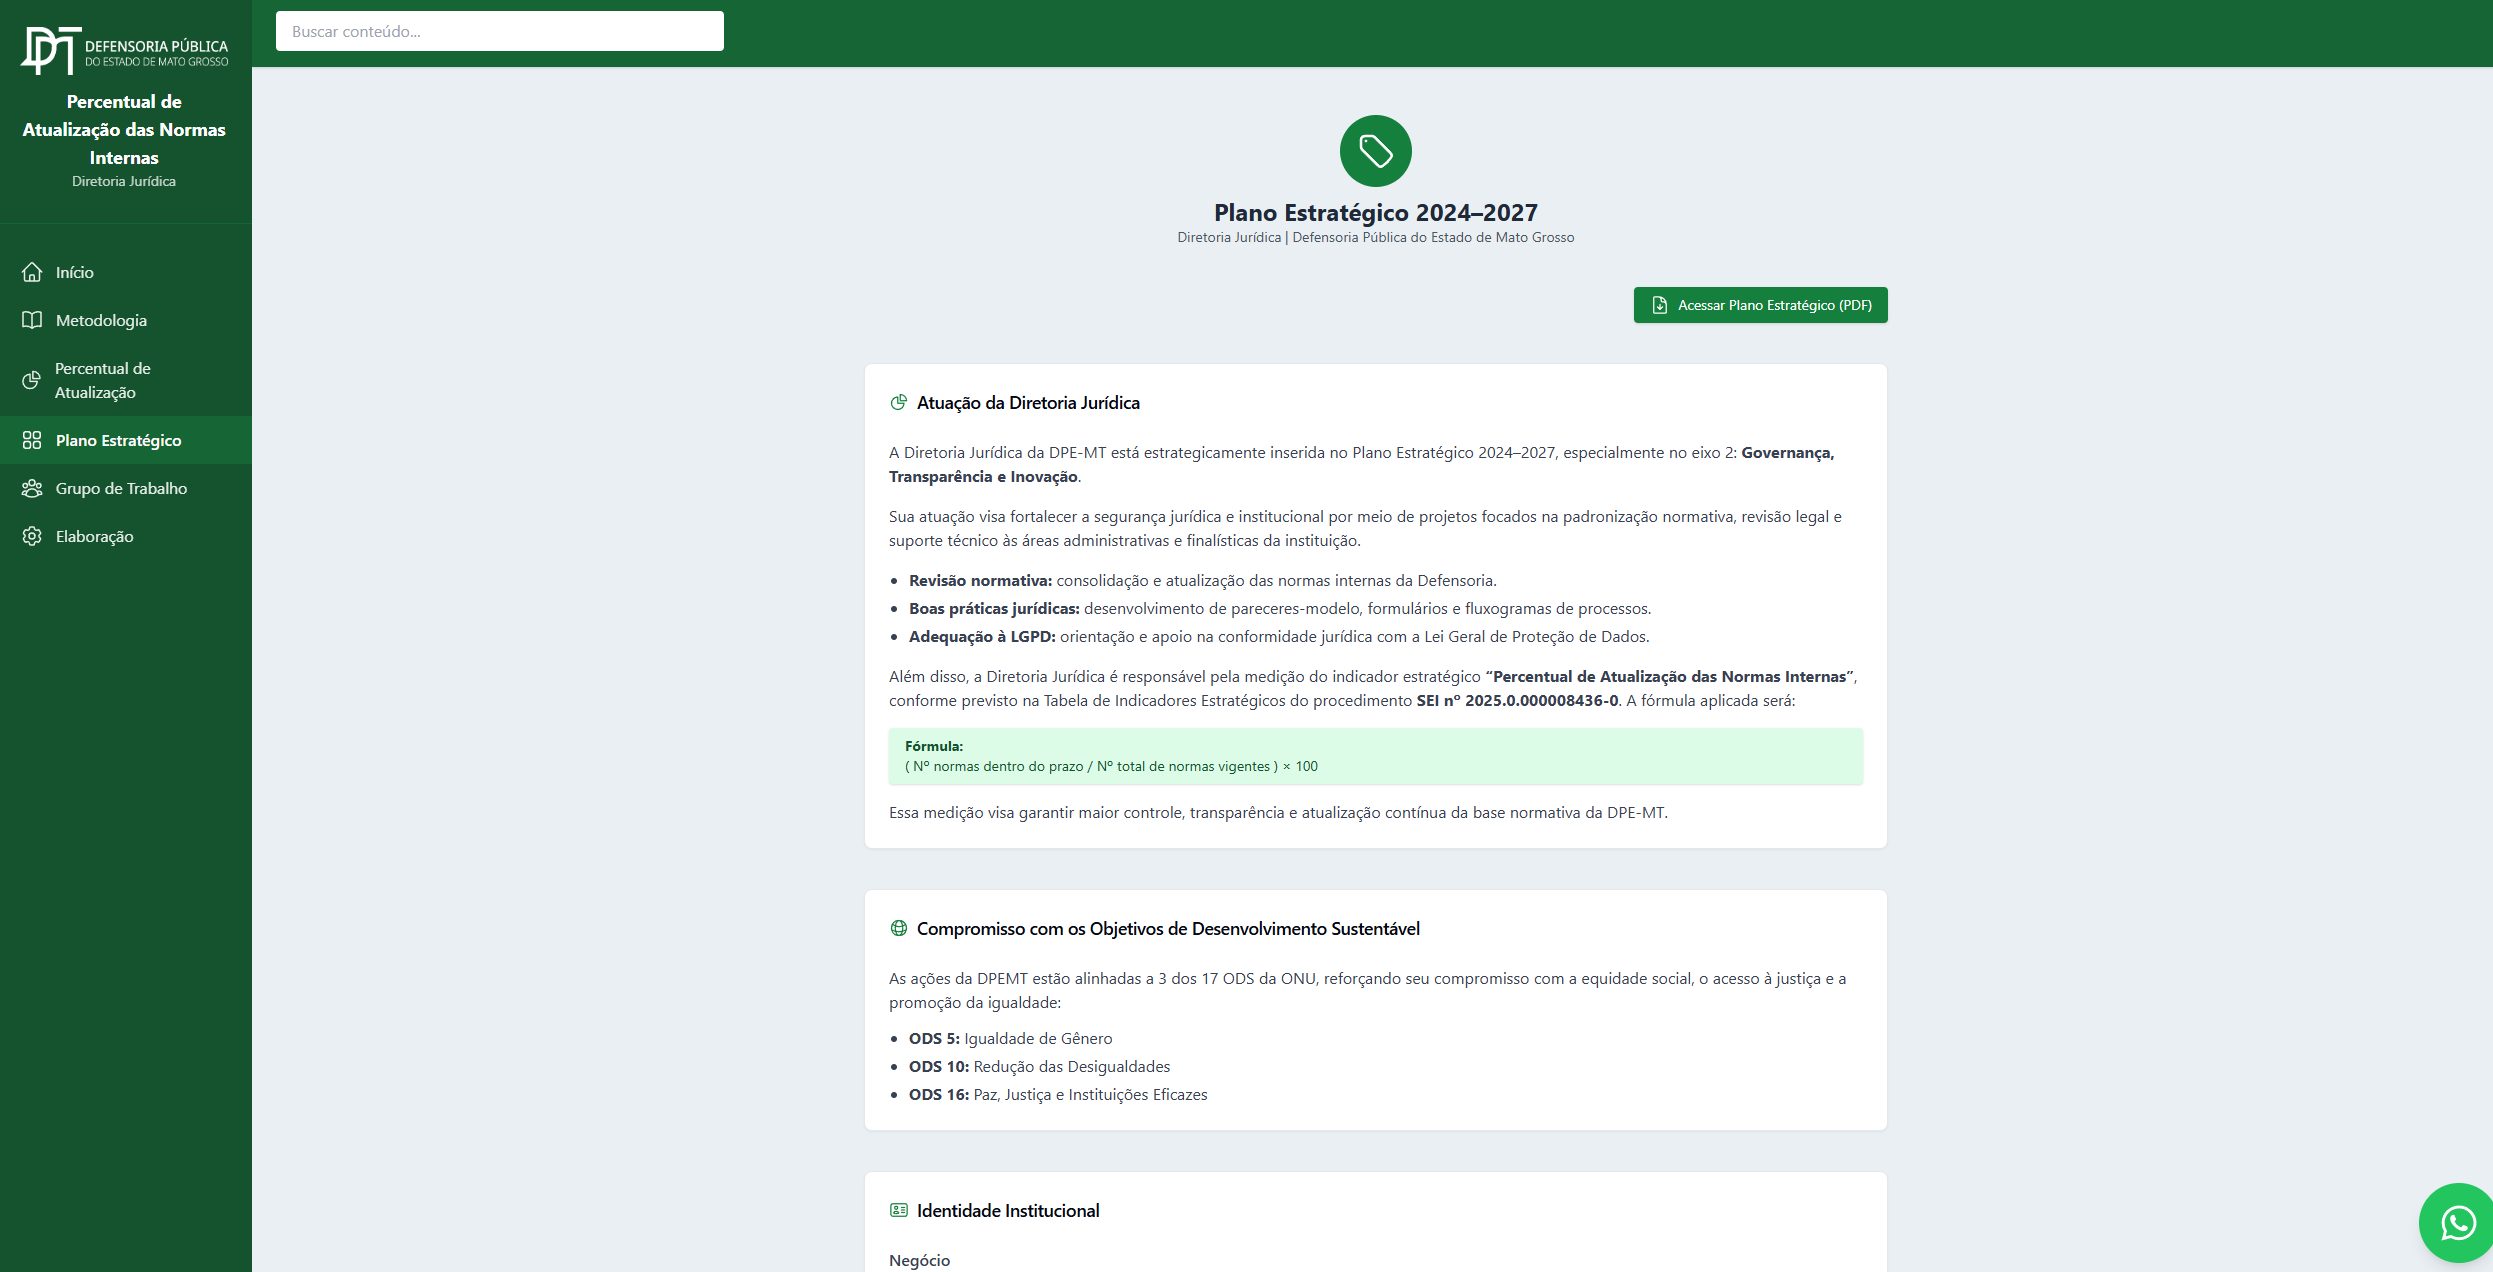 DEFENSORIA PÚBLICA
DO ESTADO DE MATO GROSSO
Percentual de
Atualização das Normas
Internas
Diretoria Jurídica
Início
Metodologia
Percentual de
Atualização
Plano Estratégico
Grupo de Trabalho
Elaboração
Buscar conteúdo...
Plano Estratégico 2024–2027
Diretoria Jurídica | Defensoria Pública do Estado de Mato Grosso
Acessar Plano Estratégico (PDF)
Atuação da Diretoria Jurídica
A Diretoria Jurídica da DPE-MT está estrategicamente inserida no Plano Estratégico 2024–2027, especialmente no eixo 2: Governança,
Transparência e Inovação.
Sua atuação visa fortalecer a segurança jurídica e institucional por meio de projetos focados na padronização normativa, revisão legal e
suporte técnico às áreas administrativas e finalísticas da instituição.
• Revisão normativa: consolidação e atualização das normas internas da Defensoria.
• Boas práticas jurídicas: desenvolvimento de pareceres-modelo, formulários e fluxogramas de processos.
• Adequação à LGPD: orientação e apoio na conformidade jurídica com a Lei Geral de Proteção de Dados.
Além disso, a Diretoria Jurídica é responsável pela medição do indicador estratégico “Percentual de Atualização das Normas Internas”,
conforme previsto na Tabela de Indicadores Estratégicos do procedimento SEI nº 2025.0.000008436-0. A fórmula aplicada será:
Fórmula:
( Nº normas dentro do prazo / Nº total de normas vigentes ) × 100
Essa medição visa garantir maior controle, transparência e atualização contínua da base normativa da DPE-MT.
Compromisso com os Objetivos de Desenvolvimento Sustentável
As ações da DPEMT estão alinhadas a 3 dos 17 ODS da ONU, reforçando seu compromisso com a equidade social, o acesso à justiça e a
promoção da igualdade:
• ODS 5: Igualdade de Gênero
• ODS 10: Redução das Desigualdades
• ODS 16: Paz, Justiça e Instituições Eficazes
Identidade Institucional
Negócio